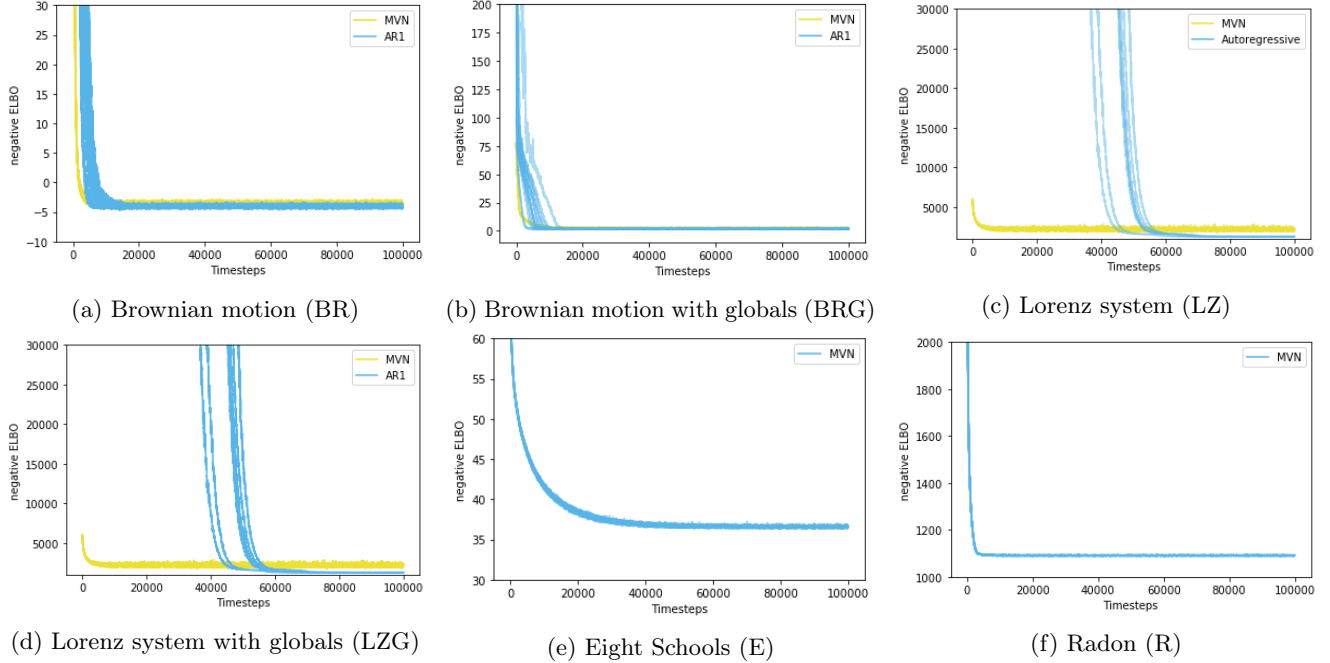 30
25
20
15
10
5
0
−5
−10
negative ELBO
MVN
AR1
0 20000 40000 60000 80000 100000
Timesteps
(a) Brownian motion (BR)
200
175
150
125
100
75
50
25
0
negative ELBO
MVN
AR1
0 20000 40000 60000 80000 100000
Timesteps
(b) Brownian motion with globals (BRG)
30000
25000
20000
15000
10000
5000
negative ELBO
MVN
Autoregressive
0 20000 40000 60000 80000 100000
Timesteps
(c) Lorenz system (LZ)
30000
25000
20000
15000
10000
5000
negative ELBO
MVN
AR1
0 20000 40000 60000 80000 100000
Timesteps
(d) Lorenz system with globals (LZG)
60
55
50
45
40
35
30
negative ELBO
MVN
0 20000 40000 60000 80000 100000
Timesteps
(e) Eight Schools (E)
2000
1800
1600
1400
1200
1000
negative ELBO
MVN
0 20000 40000 60000 80000 100000
Timesteps
(f) Radon (R)